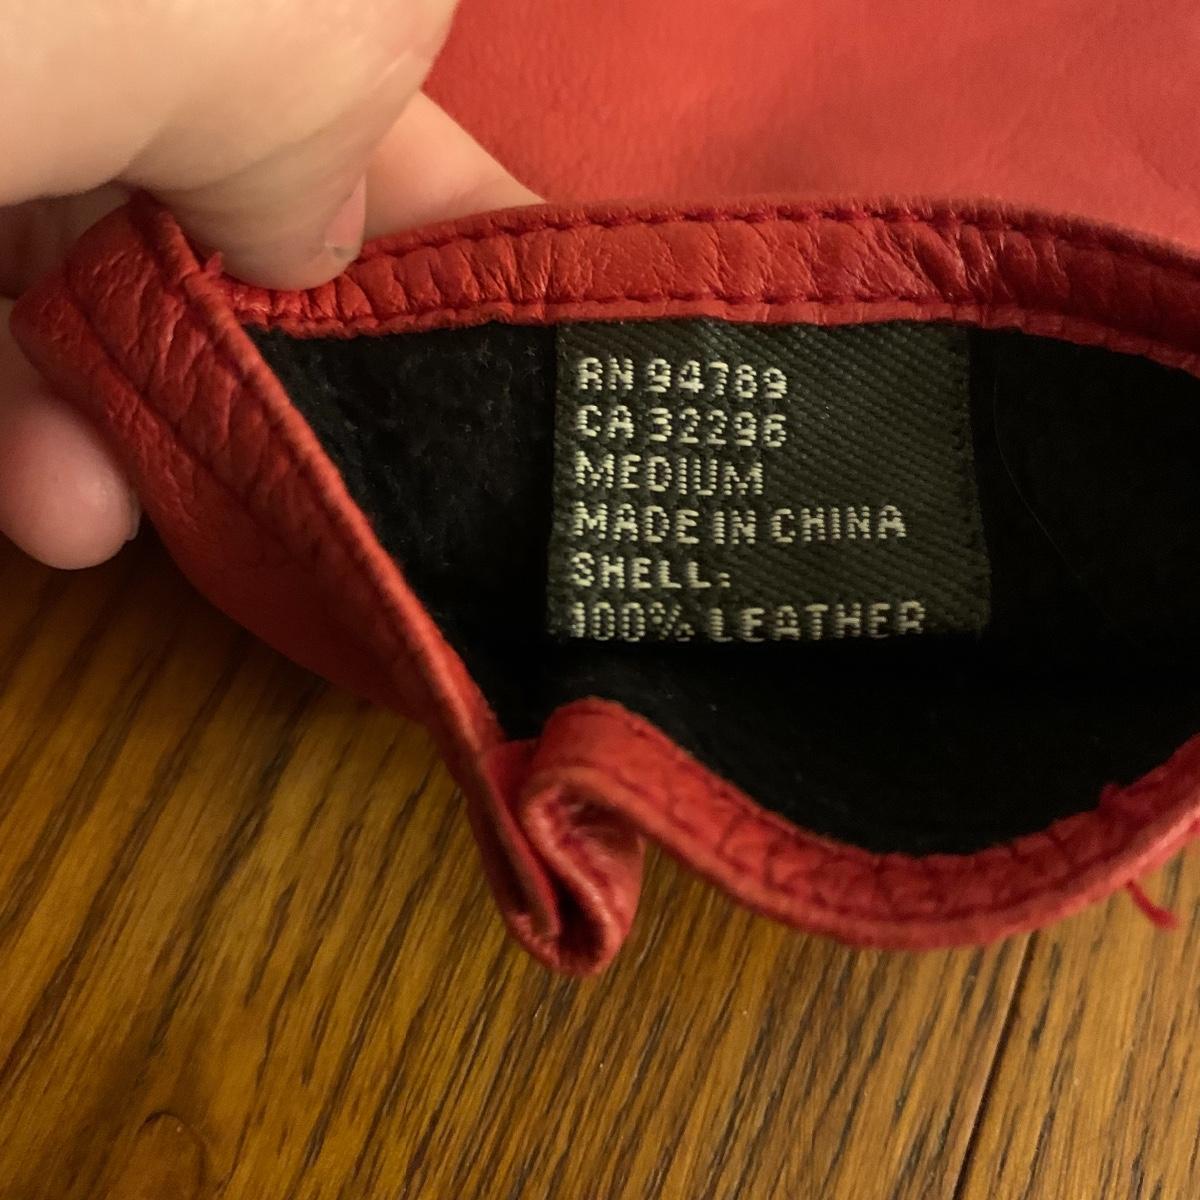 RN 94789
CA 32296
MEDIUM
MADE IN CHINA
SHELL:
100% LEATHER